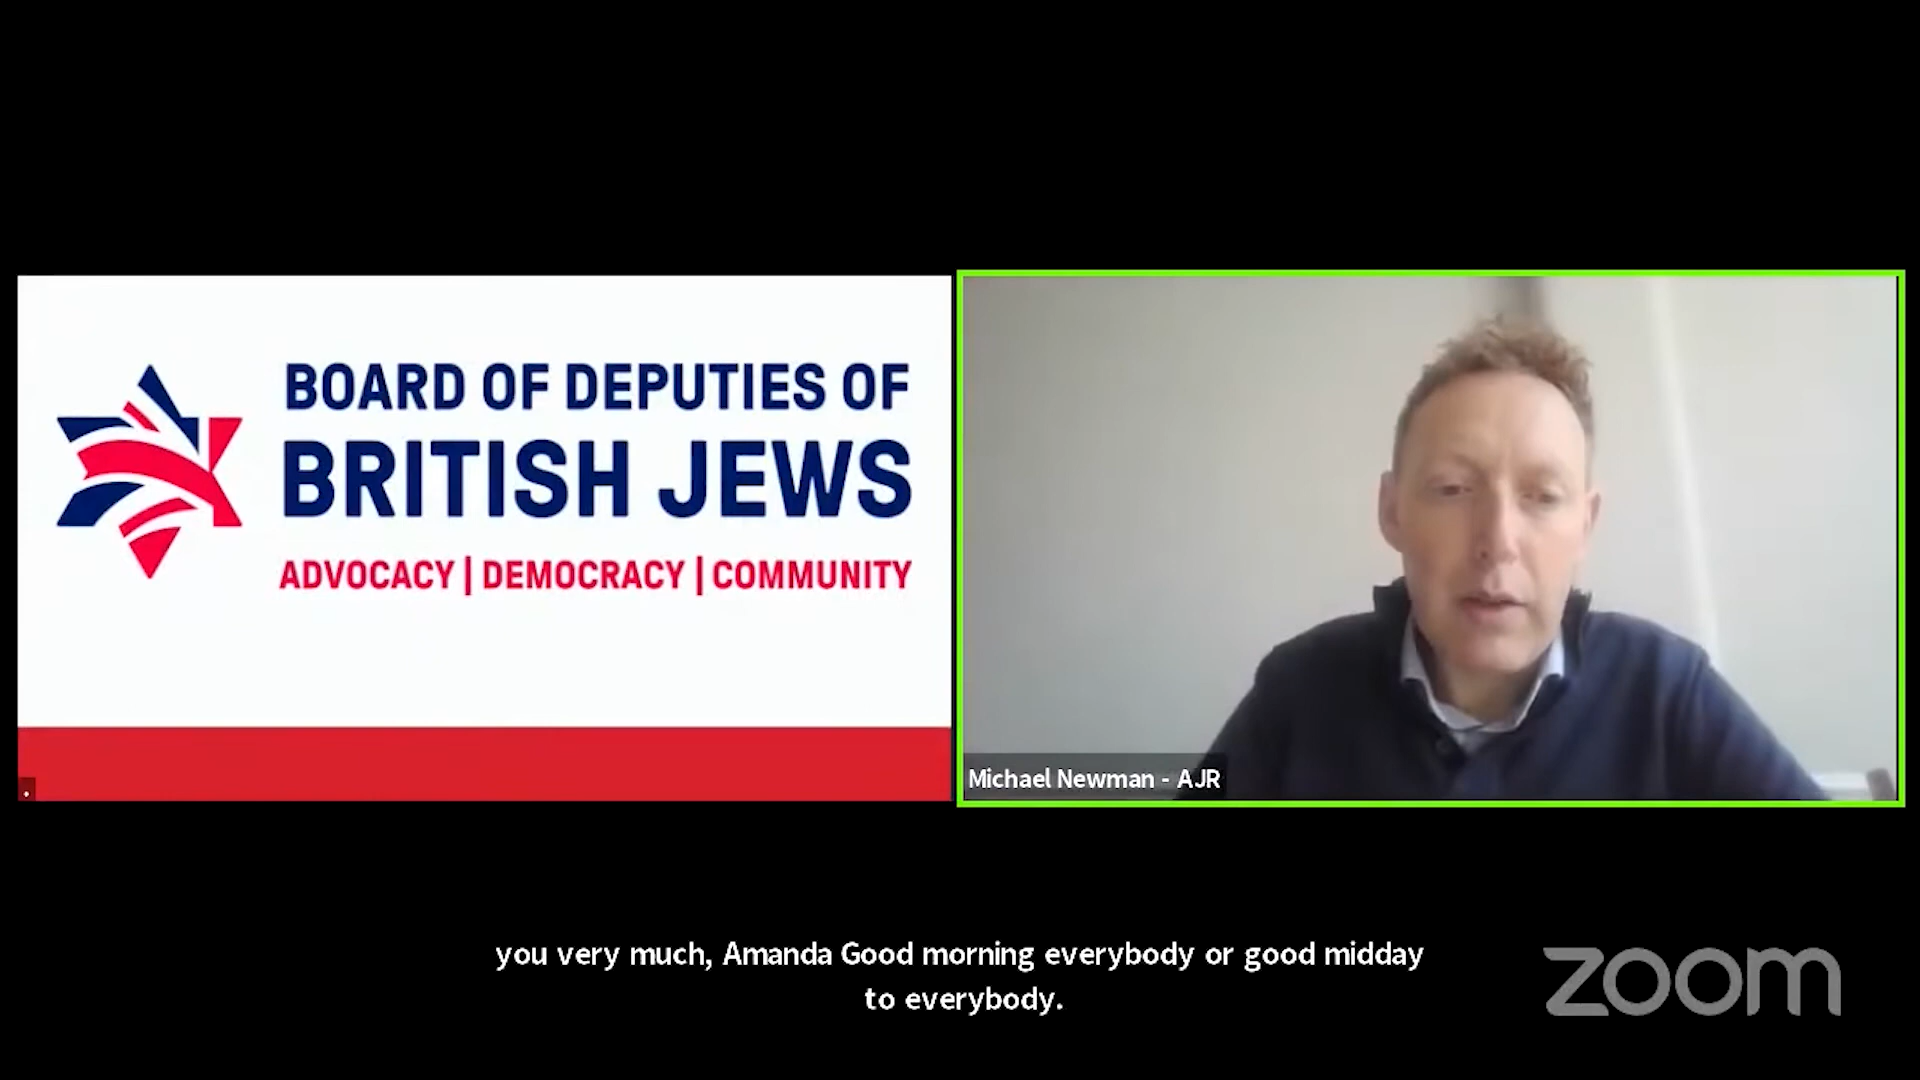 BOARD OF DEPUTIES OF
BRITISH JEWS
ADVOCACY | DEMOCRACY | COMMUNITY
Michael Newman - AJR
you very much, Amanda Good morning everybody or good midday
to everybody.
zoom